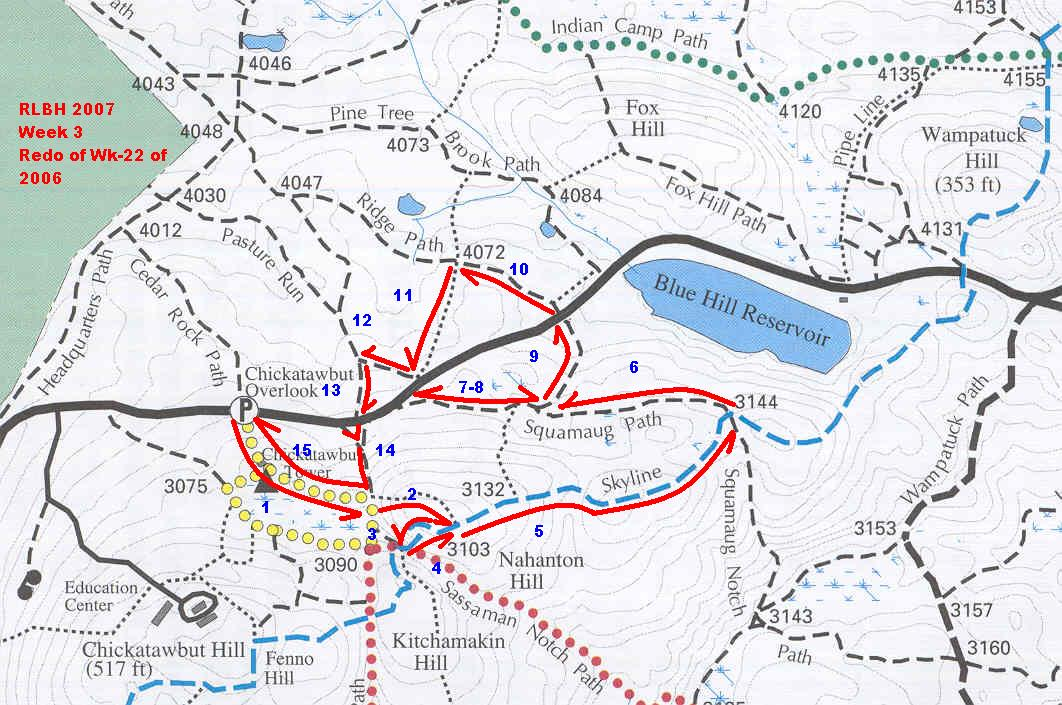 ath
4153
Indian Camp Path
4046
4043
4135
4155
RLBH 2007
Week 3
Redo of Wk-22 of
2006
4120
Pine Tree
Fox
Hill
Pipe Line
4048
4073
Brook Path
Wampatuck
Hill
(353 ft)
4047
4030
4084
Fox Hill Path
Ridge Path
4012
Pasture Run
4131
4072
10
Cedar Rock Path
Headquarters Path
11
Blue Hill Reservoir
12
9
6
Chickatawbut
Overlook
13
7-8
P
3144
Squamaug Path
Wampatuck Path
15
14
Chickatawbut
Tower
3075
Skyline
2
3132
1
Squamaug Notch
5
3
3153
3103
4
3090
Nahanton
Hill
Education
Center
Sassaman Notch Path
3157
3143
Chickatawbut Hill
(517 ft)
Kitchamakin
Hill
3160
Path
Fenno
Hill
ath